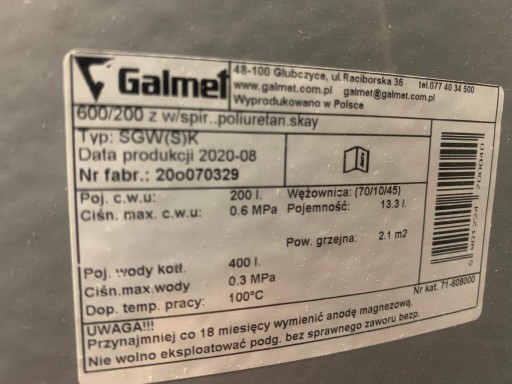 Galmet
48-100 Głubczyce, ul.Raciborska 36 tel.077 40 34 500
www.galmet.com.pl galmet@galmet.com.pl
Wyprodukowano w Polsce
600/200 z w/spir..poliuretan.skay
Typ: SGW(S)K
Data produkcji 2020-08
Nr fabr.: 20o070329
Poj. c.w.u: 200 l.
Ciśn. max. c.w.u: 0.6 MPa
Wężownica: (70/10/45)
Pojemność: 13.3 l.
Pow. grzejna: 2.1 m2
Poj. wody kotł. 400 l.
Ciśn.max.wody 0.3 MPa
Dop. temp. pracy: 100°C
Nr kat. 71-608000
UWAGA!!!
Przynajmniej co 18 miesięcy wymienić anodę magnezową.
Nie wolno eksploatować podg. bez sprawnego zaworu bezp.